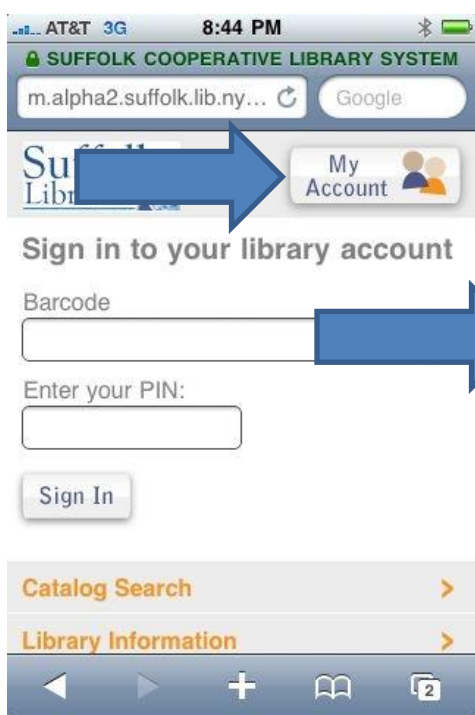 AT&T 3G 8:44 PM
SUFFOLK COOPERATIVE LIBRARY SYSTEM
m.alpha2.suffolk.lib.ny... Google
My
Account
Sign in to your library account
Barcode
Enter your PIN:
Sign In
Catalog Search
Library Information
2